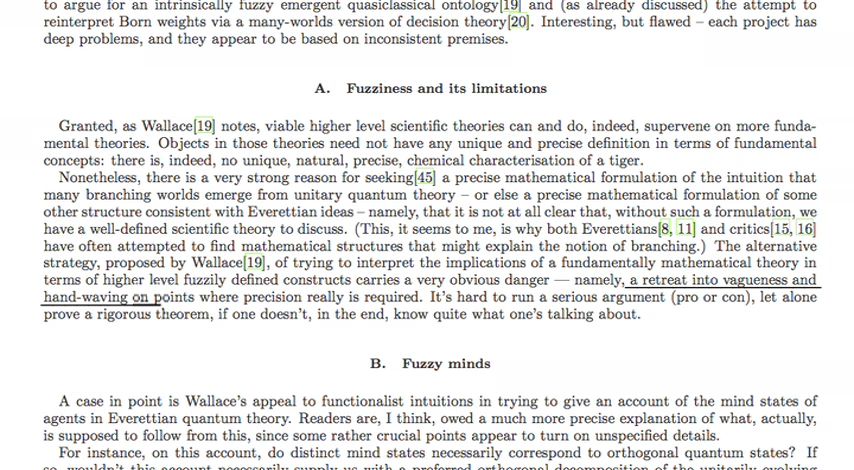 to argue for an intrinsically fuzzy emergent quasiclassical ontology[19] and (as already discussed) the attempt to
reinterpret Born weights via a many-worlds version of decision theory[20]. Interesting, but flawed – each project has
deep problems, and they appear to be based on inconsistent premises.
A. Fuzziness and its limitations
Granted, as Wallace[19] notes, viable higher level scientific theories can and do, indeed, supervene on more funda-
mental theories. Objects in those theories need not have any unique and precise definition in terms of fundamental
concepts: there is, indeed, no unique, natural, precise, chemical characterisation of a tiger.
Nonetheless, there is a very strong reason for seeking[45] a precise mathematical formulation of the intuition that
many branching worlds emerge from unitary quantum theory – or else a precise mathematical formulation of some
other structure consistent with Everettian ideas – namely, that it is not at all clear that, without such a formulation, we
have a well-defined scientific theory to discuss. (This, it seems to me, is why both Everettians[8, 11] and critics[15, 16]
have often attempted to find mathematical structures that might explain the notion of branching.) The alternative
strategy, proposed by Wallace[19], of trying to interpret the implications of a fundamentally mathematical theory in
terms of higher level fuzzily defined constructs carries a very obvious danger — namely, a retreat into vagueness and
hand-waving on points where precision really is required. It's hard to run a serious argument (pro or con), let alone
prove a rigorous theorem, if one doesn't, in the end, know quite what one's talking about.
B. Fuzzy minds
A case in point is Wallace's appeal to functionalist intuitions in trying to give an account of the mind states of
agents in Everettian quantum theory. Readers are, I think, owed a much more precise explanation of what, actually,
is supposed to follow from this, since some rather crucial points appear to turn on unspecified details.
For instance, on this account, do distinct mind states necessarily correspond to orthogonal quantum states? If
so, wouldn't this account necessarily supply us with a preferred orthogonal decomposition of the unitarily evolving